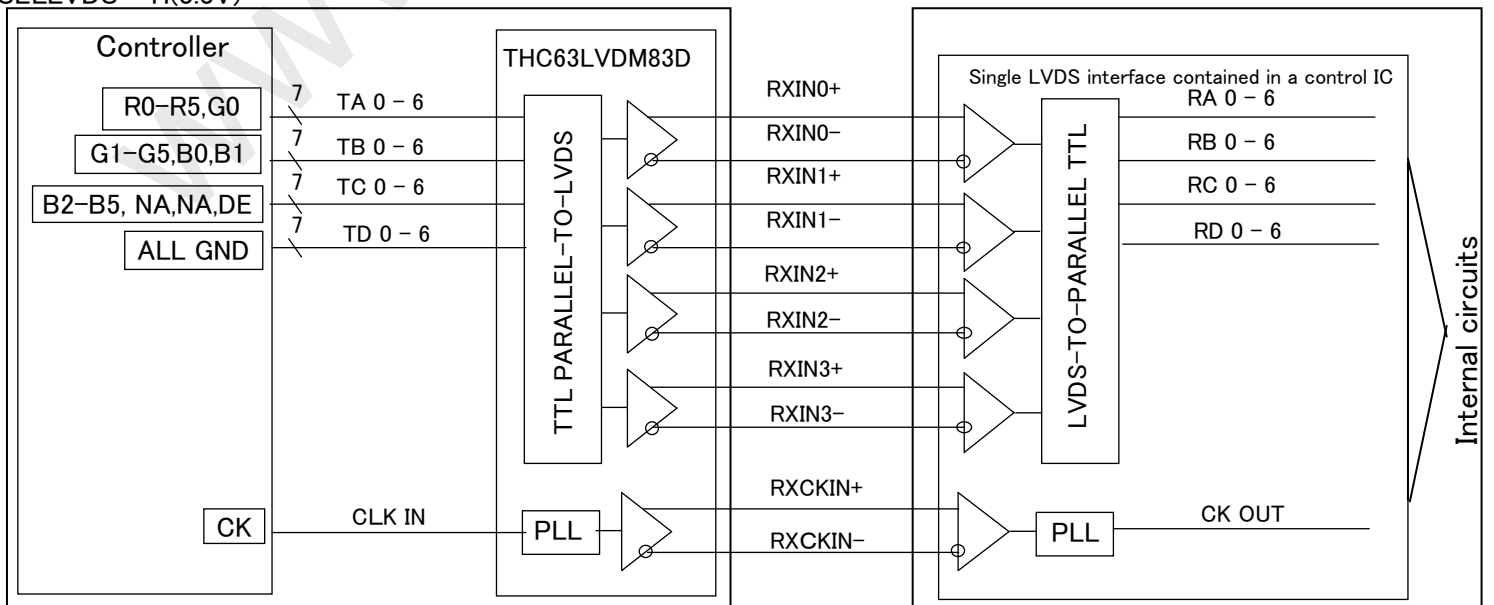 Controller
THC63LVDM83D
Single LVDS interface contained in a control IC
R0-R5,G0
7
TA 0 - 6
RXIN0+
RA 0 - 6
RXIN0-
G1-G5,B0,B1
7
TB 0 - 6
RXIN1+
RB 0 - 6
RXIN1-
B2-B5, NA,NA,DE
7
TC 0 - 6
RXIN2+
RC 0 - 6
RXIN2-
ALL GND
7
TD 0 - 6
RXIN3+
RD 0 - 6
RXIN3-
TTL PARALLEL-TO-LVDS
LVDS-TO-PARALLEL TTL
Internal circuits
CK
CLK IN
PLL
RXCKIN+
RXCKIN-
PLL
CK OUT